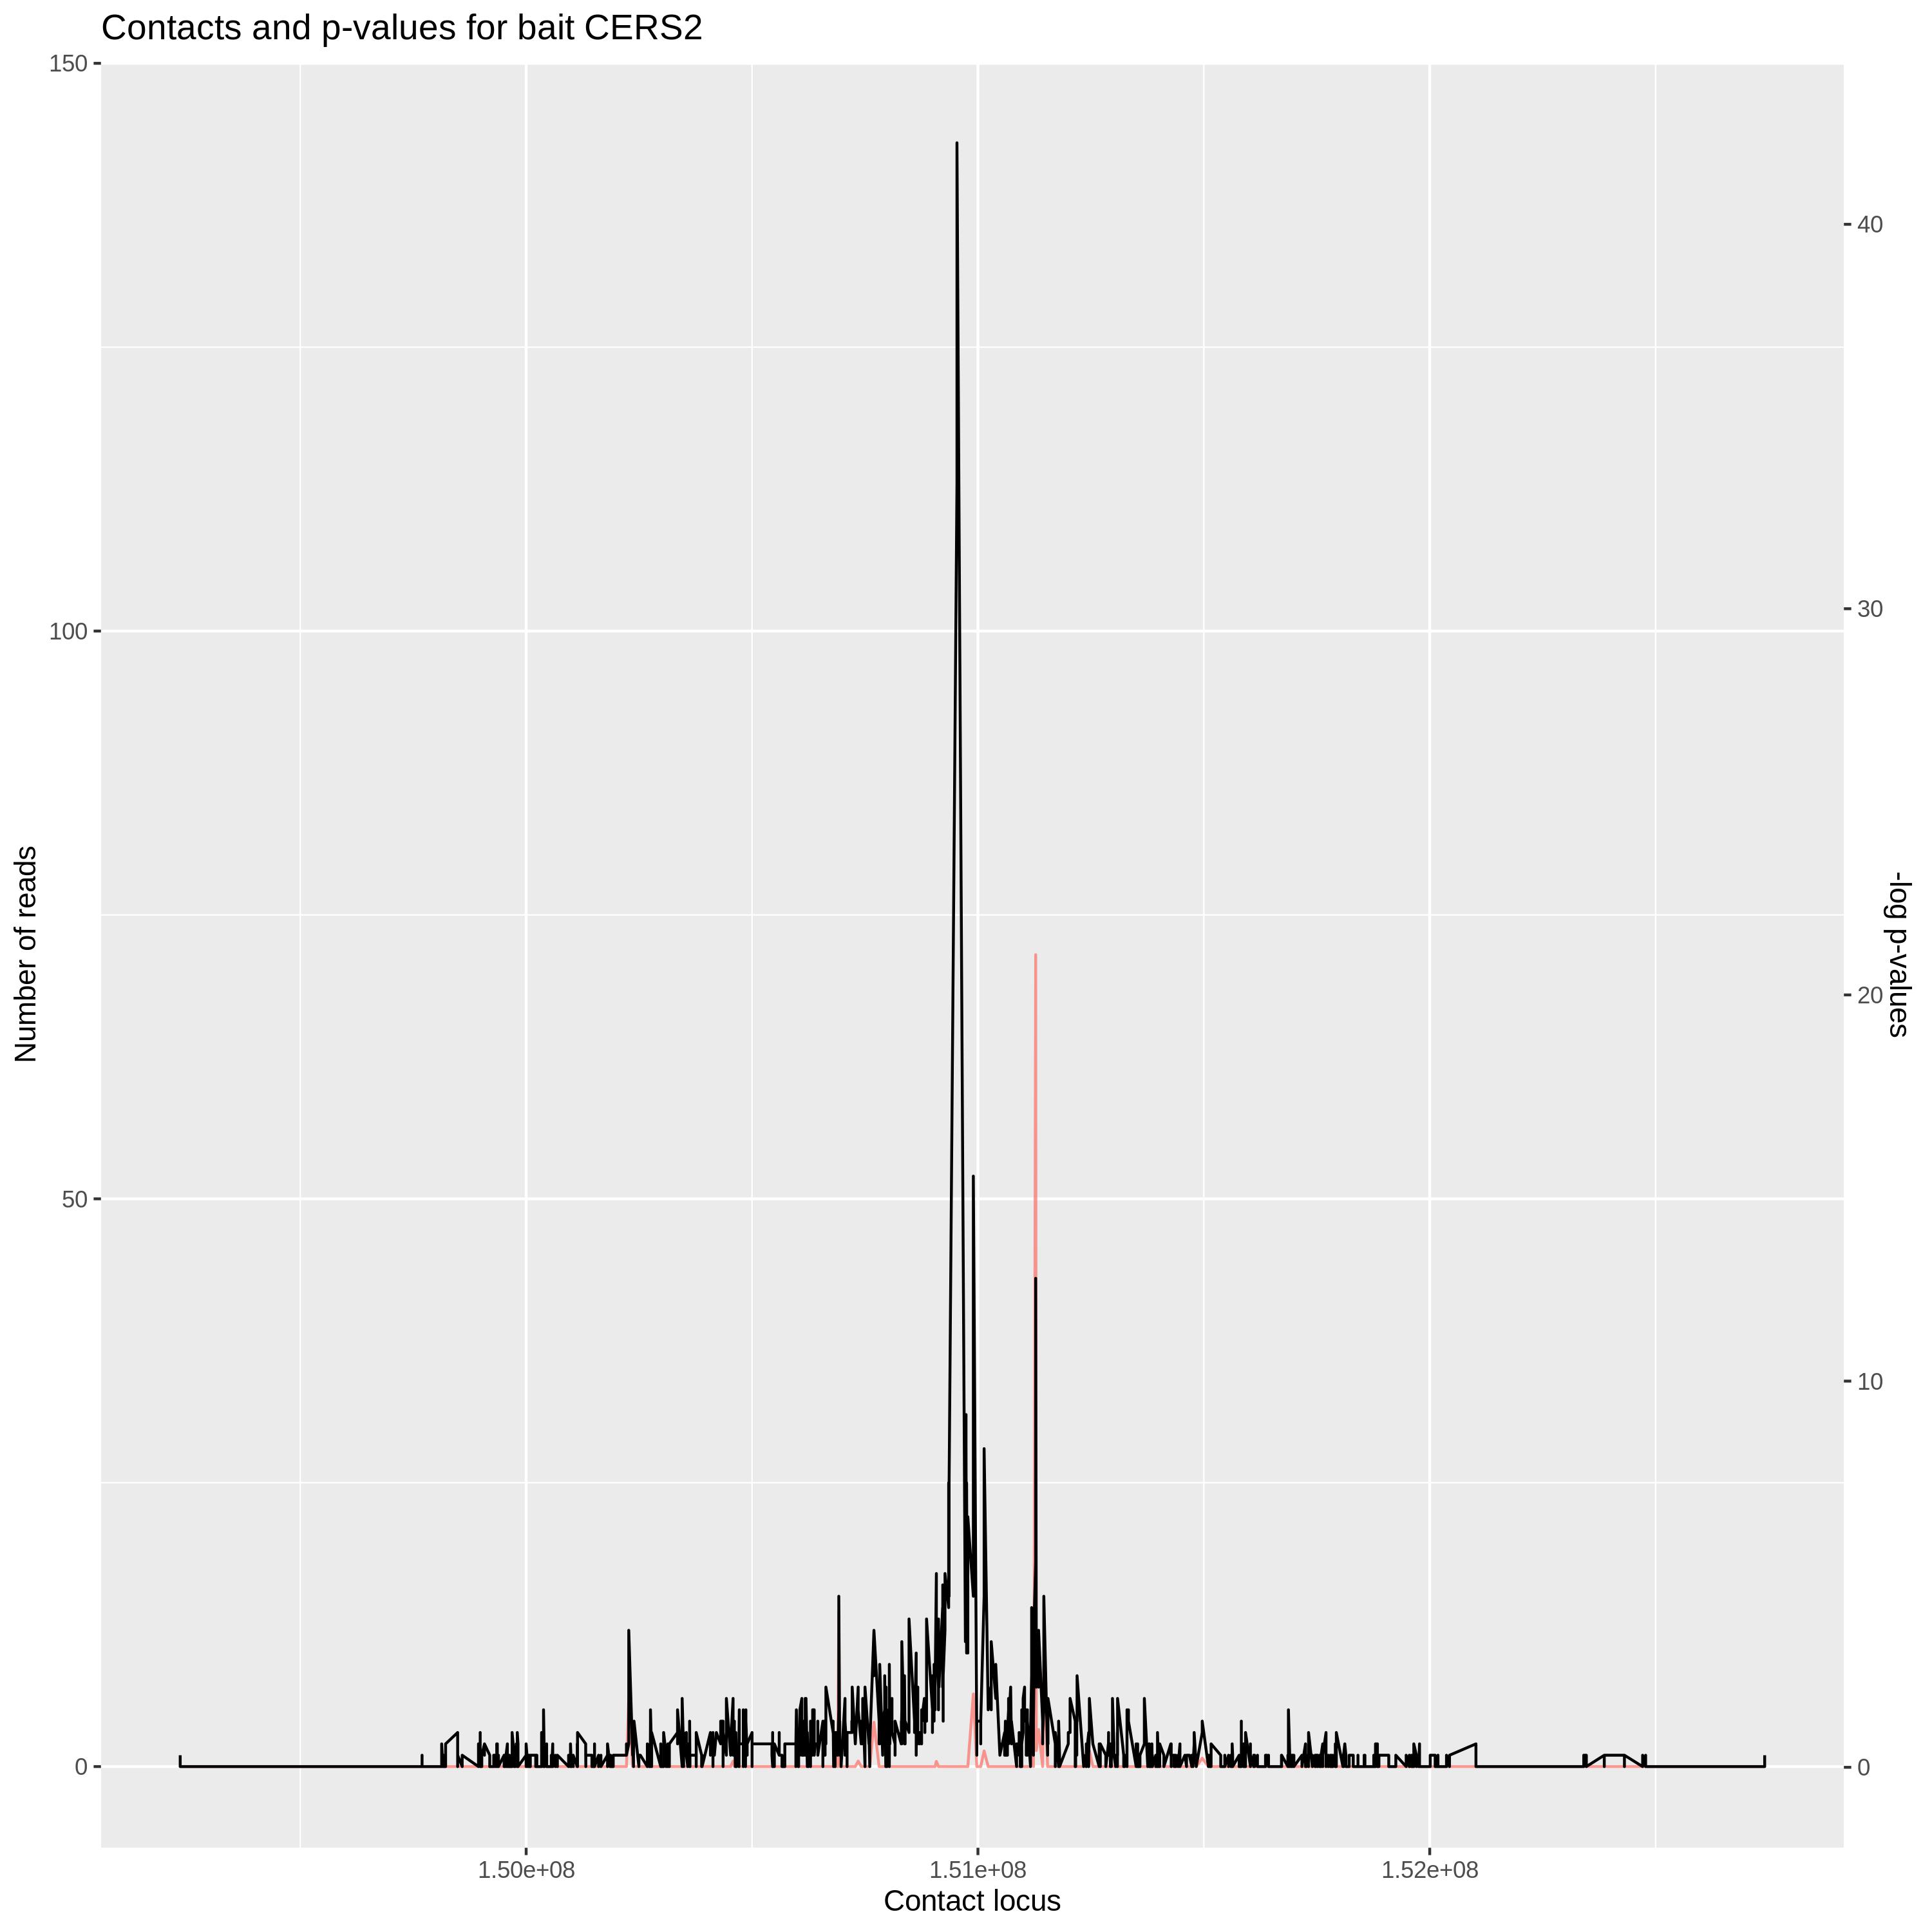 Contacts and p-values for bait CERS2
150
100
50
0
Number of reads
40
30
20
10
0
-log p-values
1.50e+08
1.51e+08
1.52e+08
Contact locus